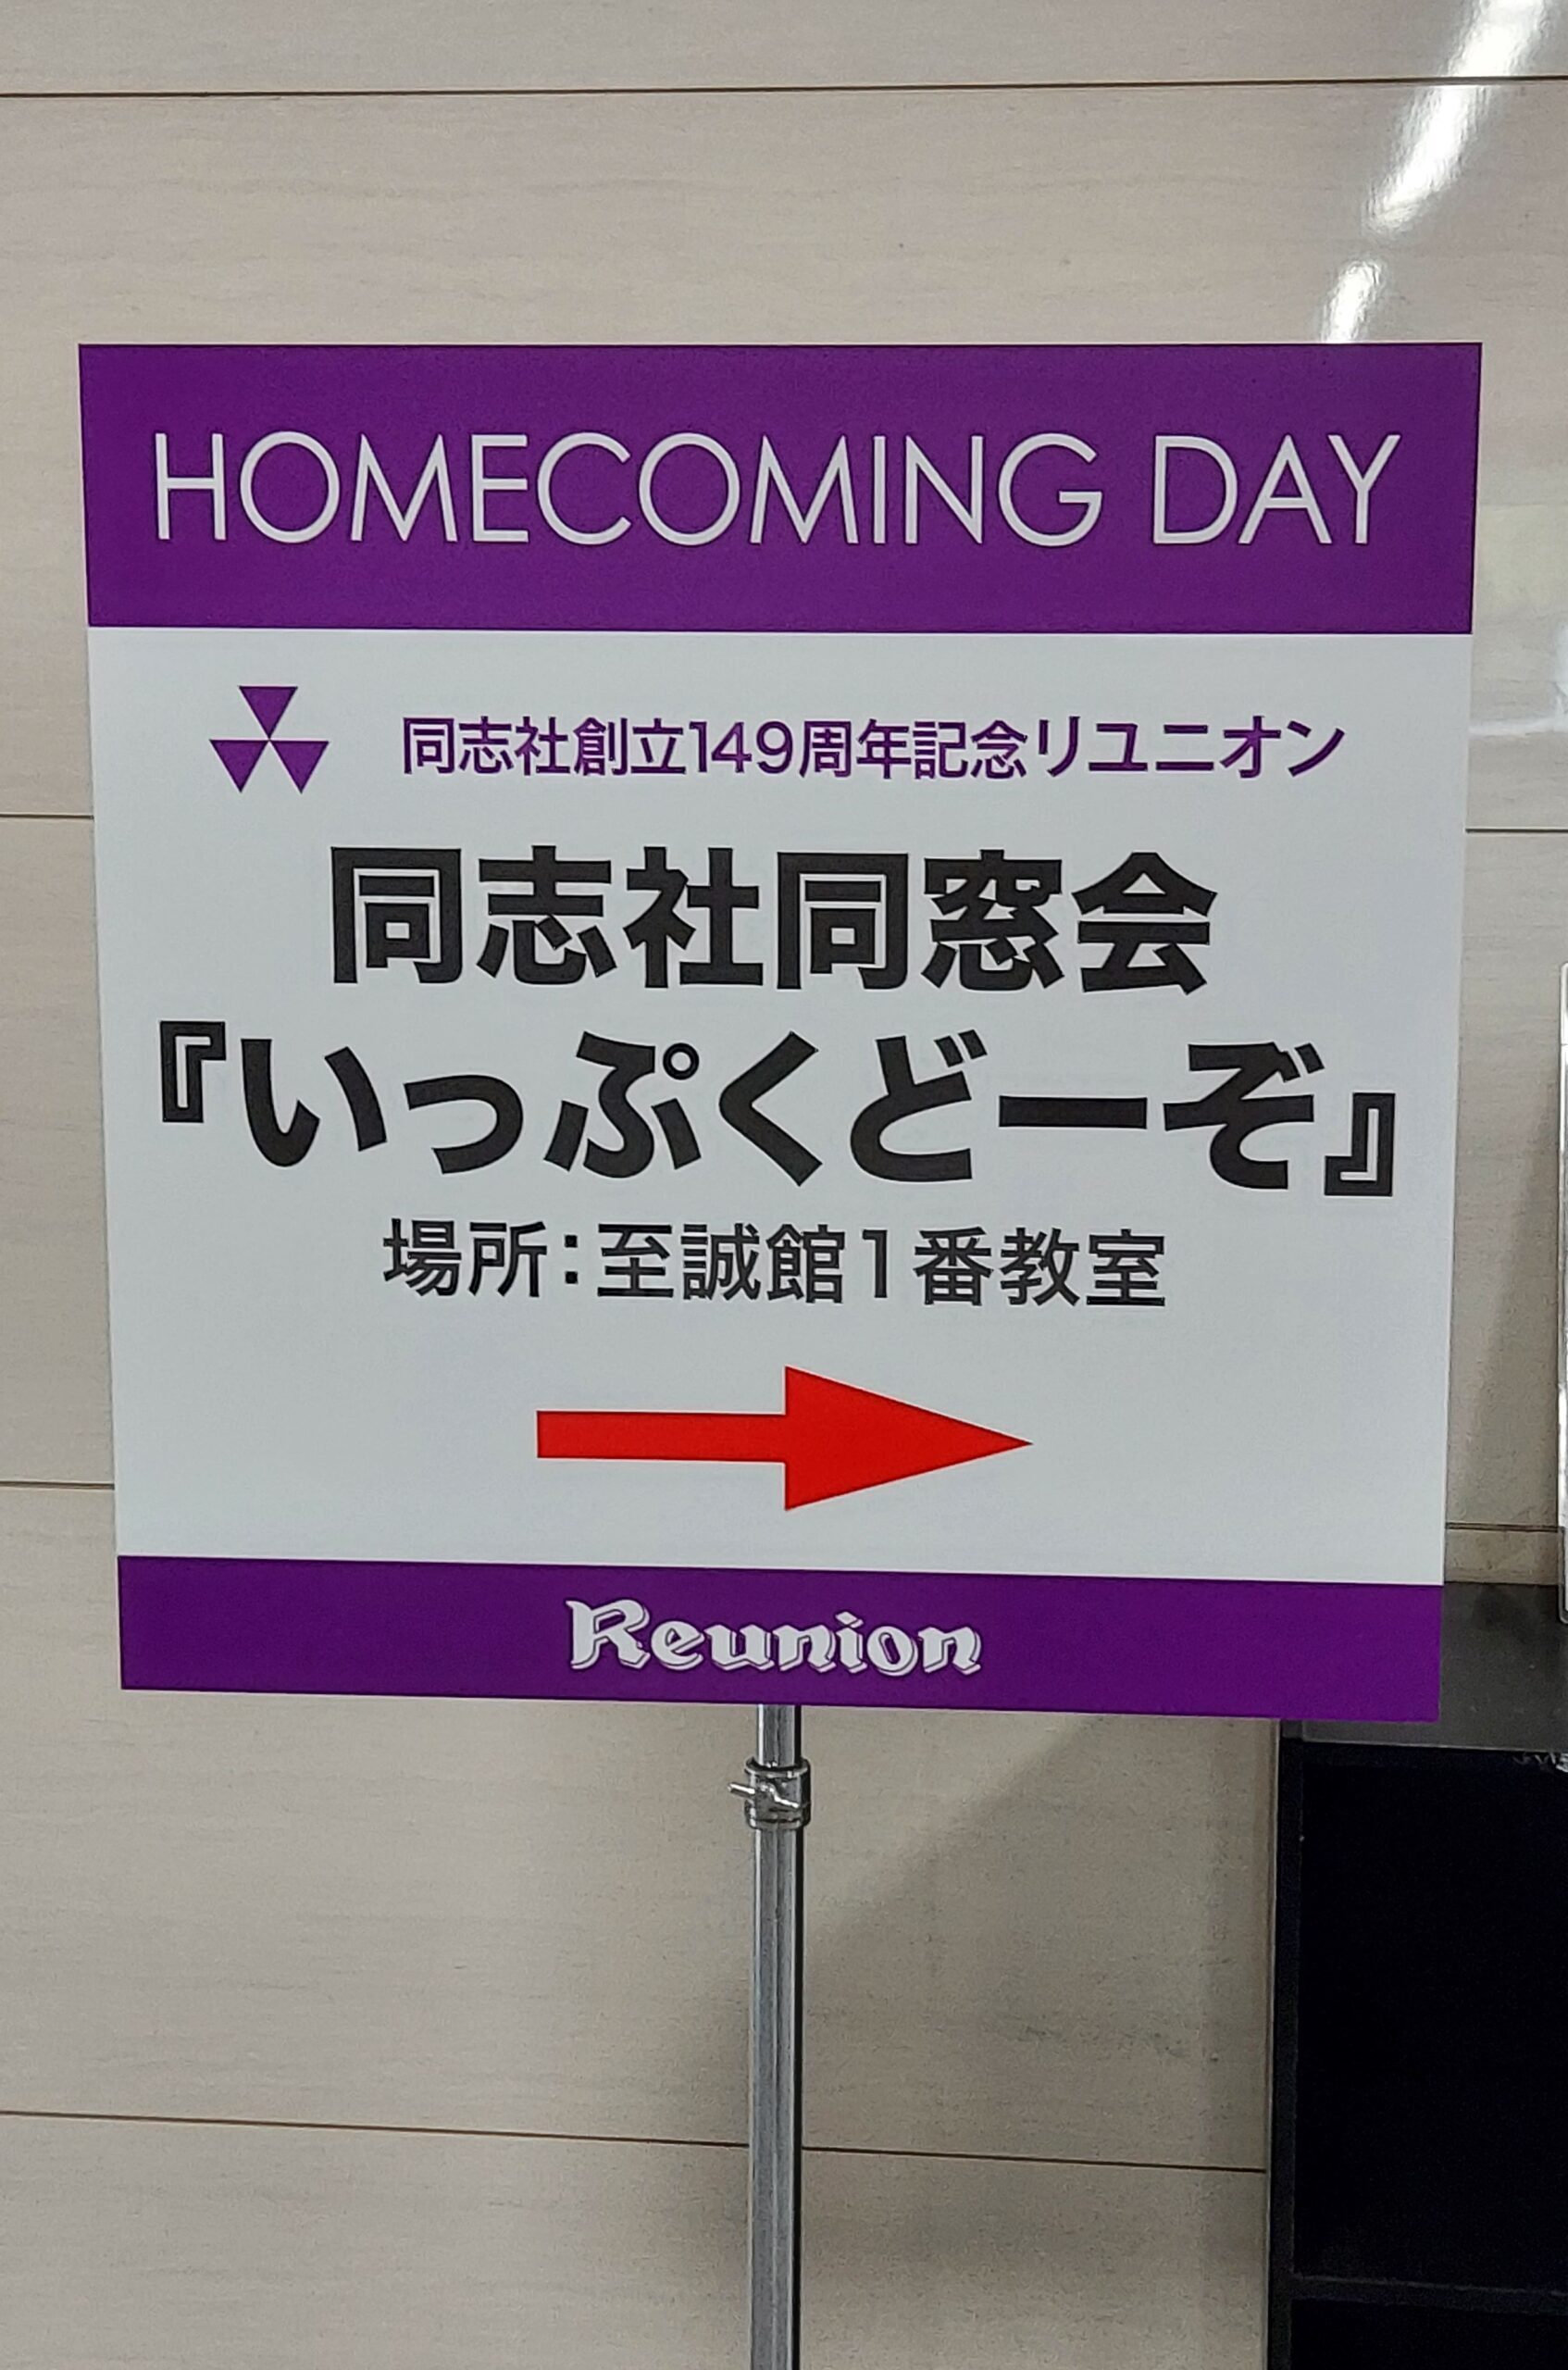 HOMECOMING DAY
同志社創立149周年記念リユニオン
同志社同窓会
『いっぷくどーぞ』
場所：至誠館1番教室
Reunion